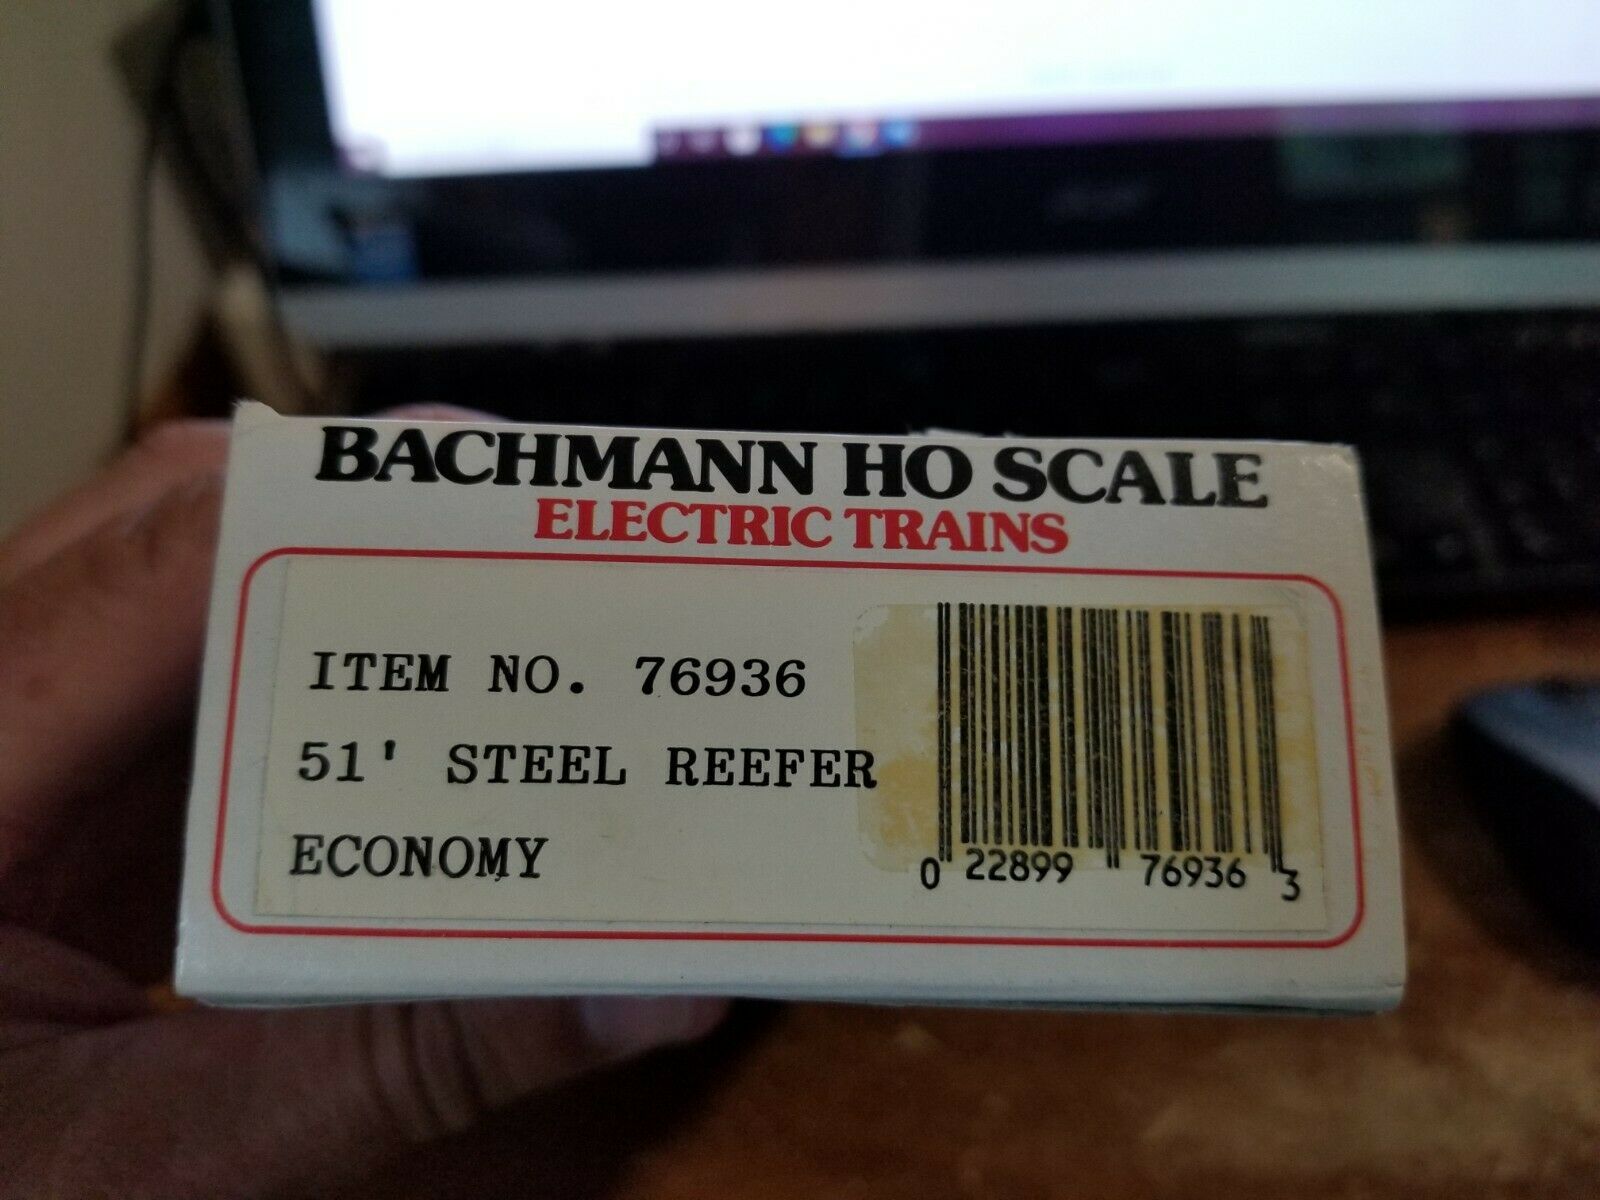 BACHMANN HO SCALE
ELECTRIC TRAINS
ITEM NO. 76936
51' STEEL REEFER
ECONOMY
0 22899 76936 3